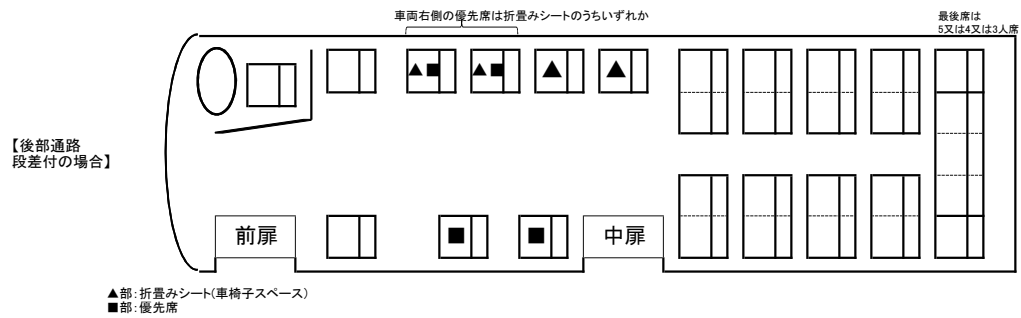 車両右側の優先席は折畳みシートのうちいずれか
最後席は
5又は4又は3人席
▲■ ▲■ ▲ ▲
【後部通路
段差付の場合】
前扉 ■ ■ 中扉
▲部:折畳みシート(車椅子スペース)
■部:優先席